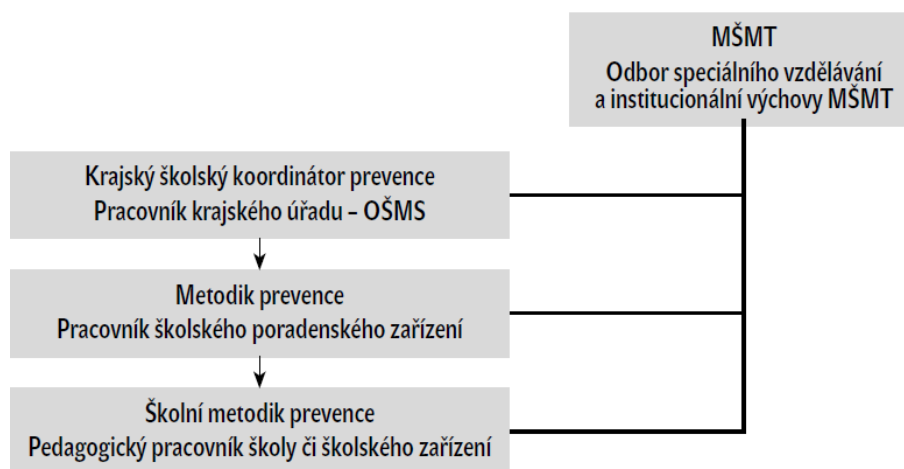 MŠMT
Odbor speciálního vzdělávání
a institucionální výchovy MŠMT
Krajský školský koordinátor prevence
Pracovník krajského úřadu – OŠMS
Metodik prevence
Pracovník školského poradenského zařízení
Školní metodik prevence
Pedagogický pracovník školy či školského zařízení